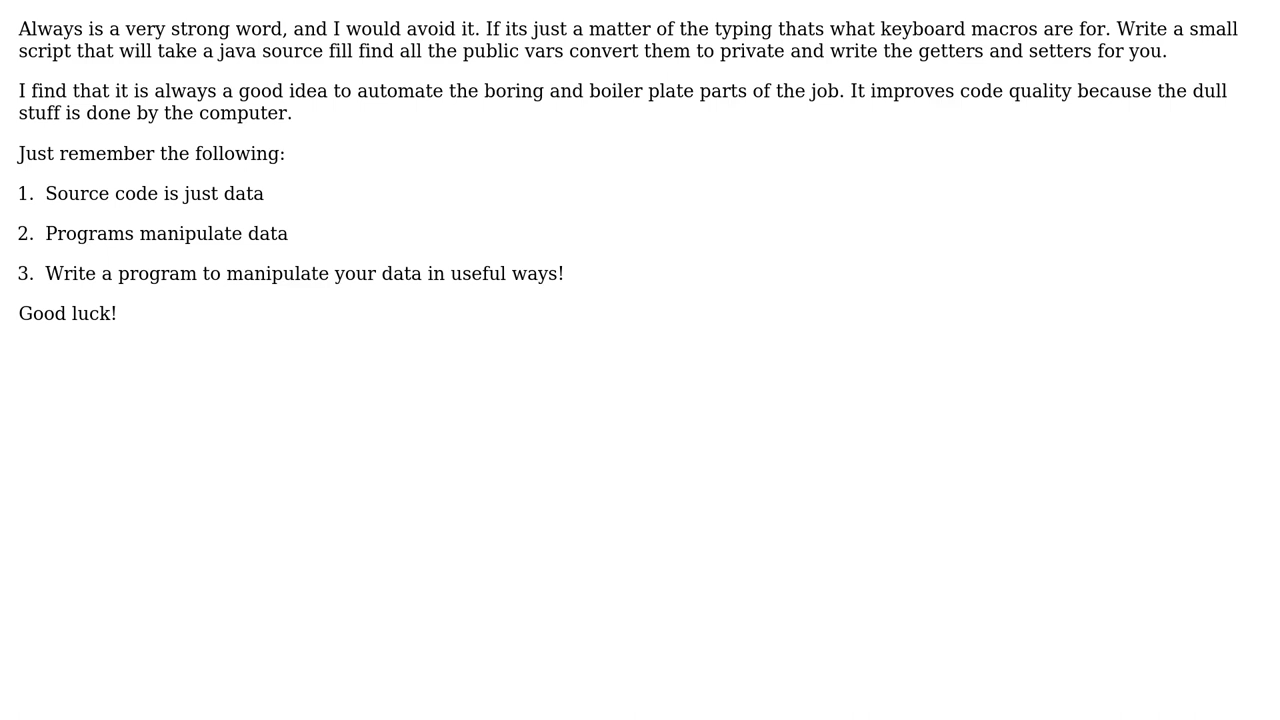 Always is a very strong word, and I would avoid it. If its just a matter of the typing thats what keyboard macros are for. Write a small
script that will take a java source fill find all the public vars convert them to private and write the getters and setters for you.
I find that it is always a good idea to automate the boring and boiler plate parts of the job. It improves code quality because the dull
stuff is done by the computer.
Just remember the following:
1. Source code is just data
2. Programs manipulate data
3. Write a program to manipulate your data in useful ways!
Good luck!